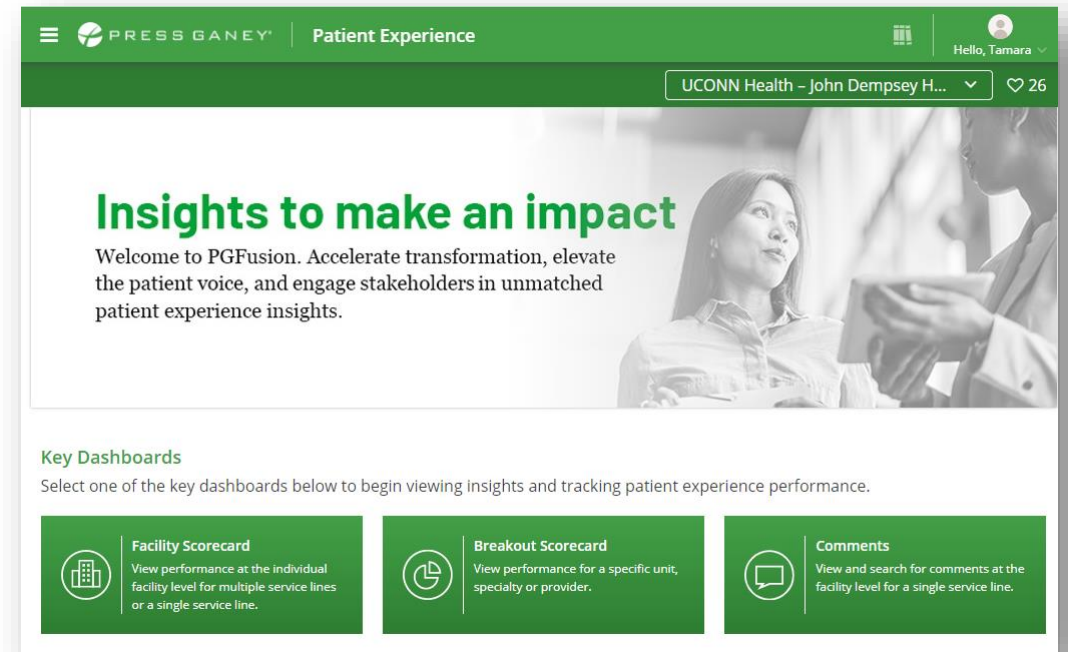 PRESS GANEY Patient Experience
Hello, Tamara
UCONN Health – John Dempsey H... 26
Insights to make an impact
Welcome to PGFusion. Accelerate transformation, elevate
the patient voice, and engage stakeholders in unmatched
patient experience insights.
Key Dashboards
Select one of the key dashboards below to begin viewing insights and tracking patient experience performance.
Facility Scorecard
View performance at the individual
facility level for multiple service lines
or a single service line.
Breakout Scorecard
View performance for a specific unit,
specialty or provider.
Comments
View and search for comments at the
facility level for a single service line.